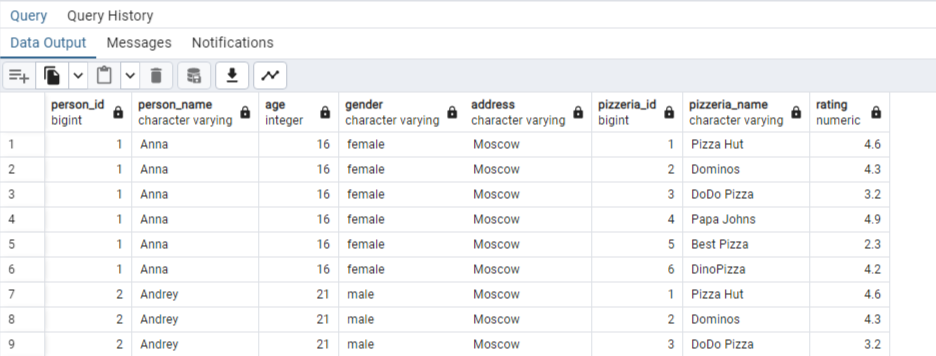 Query Query History
Data Output Messages Notifications
person_id person_name age gender address pizzeria_id pizzeria_name rating
bigint character varying integer character varying character varying bigint character varying numeric
1 1 Anna 16 female Moscow 1 Pizza Hut 4.6
2 1 Anna 16 female Moscow 2 Dominos 4.3
3 1 Anna 16 female Moscow 3 DoDo Pizza 3.2
4 1 Anna 16 female Moscow 4 Papa Johns 4.9
5 1 Anna 16 female Moscow 5 Best Pizza 2.3
6 1 Anna 16 female Moscow 6 DinoPizza 4.2
7 2 Andrey 21 male Moscow 1 Pizza Hut 4.6
8 2 Andrey 21 male Moscow 2 Dominos 4.3
9 2 Andrey 21 male Moscow 3 DoDo Pizza 3.2